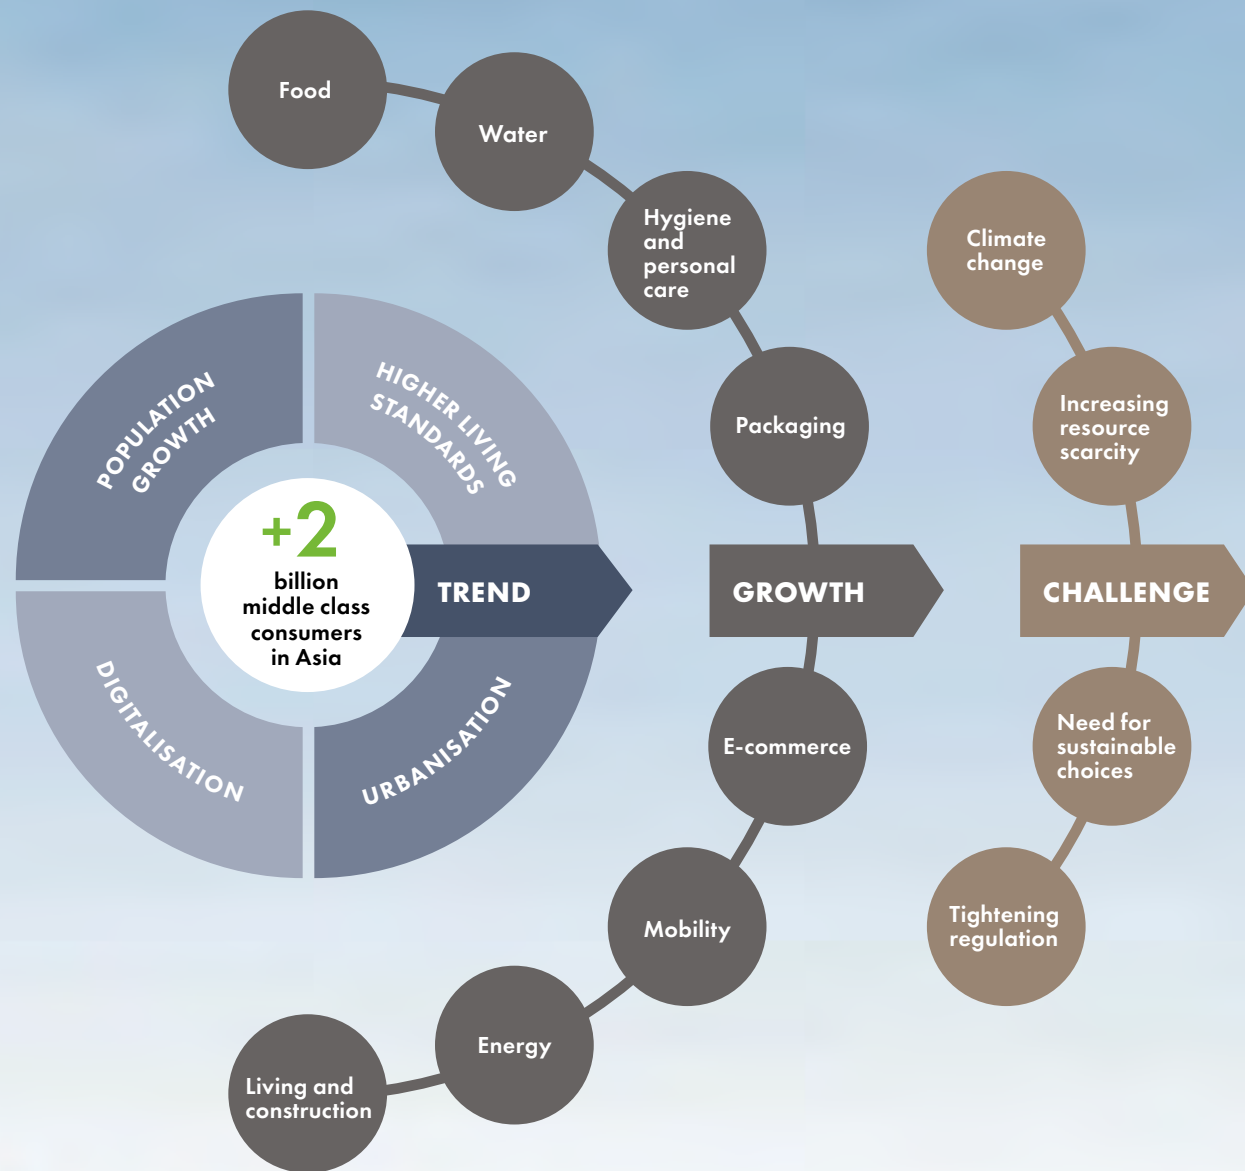 POPULATION
GROWTH
HIGHER LIVING
STANDARDS
DIGITALISATION
URBANISATION
+2
billion
middle class
consumers
in Asia
TREND
Food
Water
Hygiene
and
personal
care
Packaging
GROWTH
E-commerce
Mobility
Energy
Living and
construction
Climate
change
Increasing
resource
scarcity
CHALLENGE
Need for
sustainable
choices
Tightening
regulation